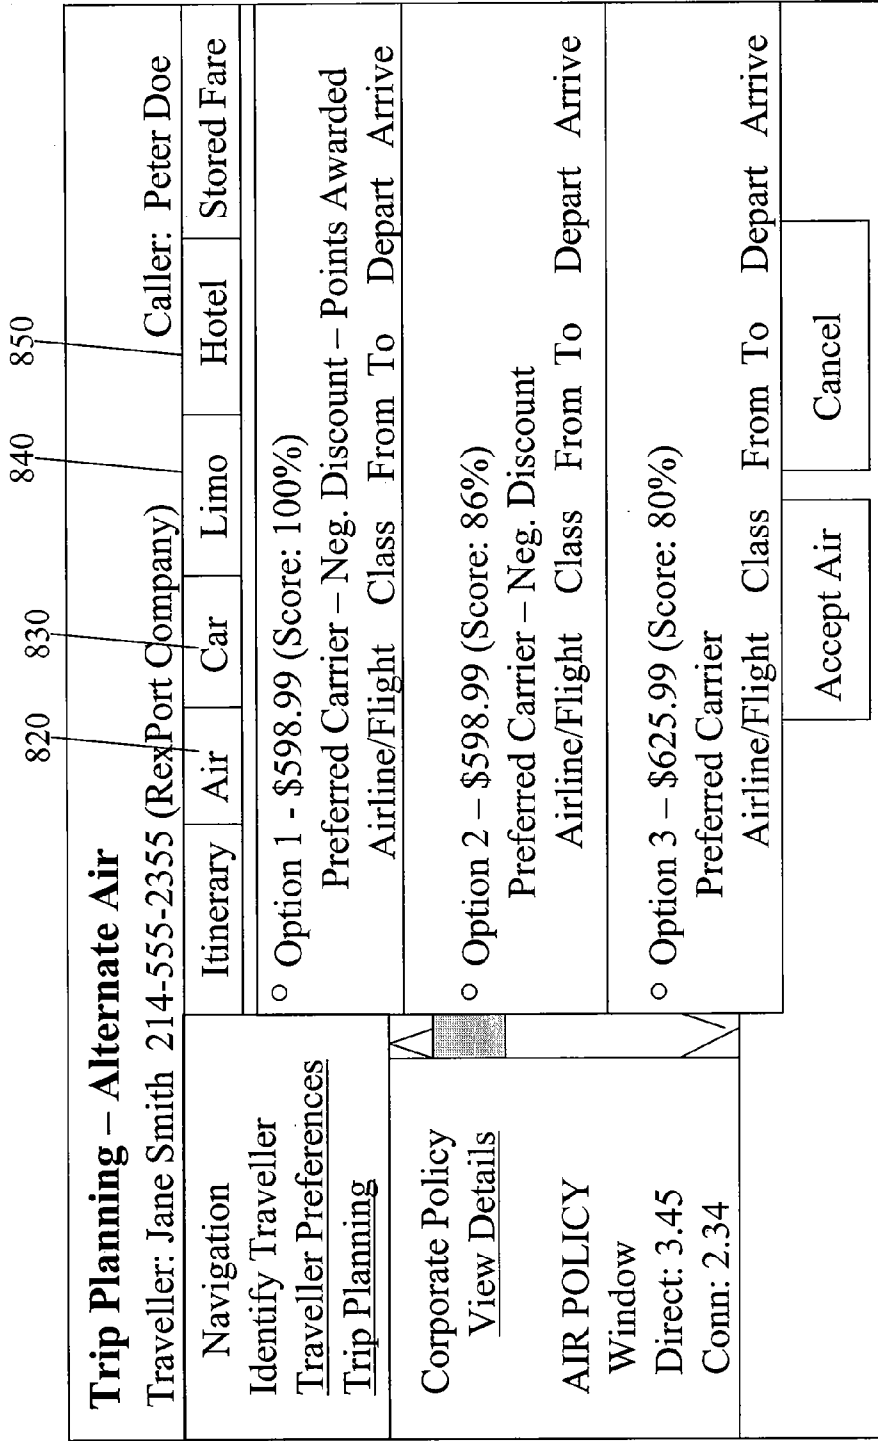 820 830 840 850
Trip Planning – Alternate Air
Traveller: Jane Smith 214-555-2355 (RexPort Company) Caller: Peter Doe
Navigation
Identify Traveller
Traveller Preferences
Trip Planning
Corporate Policy
View Details
AIR POLICY
Window
Direct: 3.45
Conn: 2.34
Itinerary Air Car Limo Hotel Stored Fare
Option 1 - $598.99 (Score: 100%)
Preferred Carrier – Neg. Discount – Points Awarded
Airline/Flight Class From To Depart Arrive
Option 2 – $598.99 (Score: 86%)
Preferred Carrier – Neg. Discount
Airline/Flight Class From To Depart Arrive
Option 3 – $625.99 (Score: 80%)
Preferred Carrier
Airline/Flight Class From To Depart Arrive
Accept Air Cancel